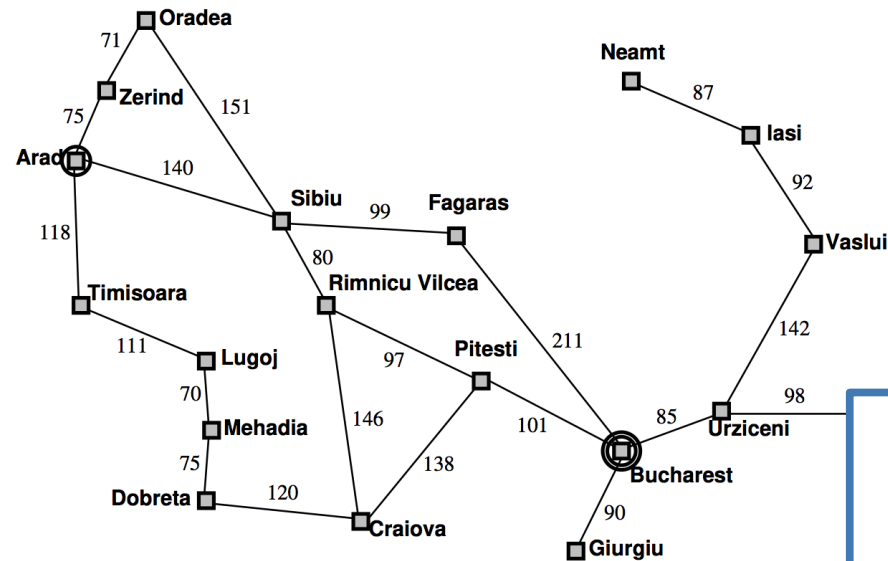 Oradea
71
Neamt
87
Zerind
151
75
Iasi
Arad
140
92
Sibiu
99
Fagaras
118
80
Vaslui
Rimnicu Vilcea
Timisoara
142
111
97
Pitesti
211
Lugoj
70
98
146
101
85
Urziceni
Mehadia
138
75
Bucharest
Dobreta
120
90
Craiova
Giurgiu